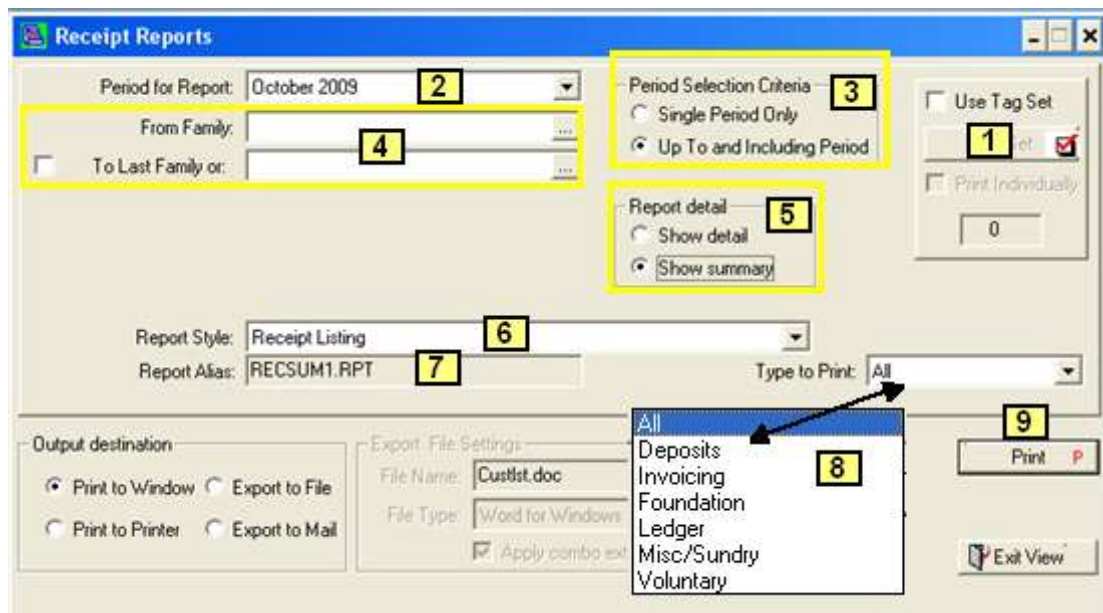 Receipt Reports
Period for Report: October 2009 2
From Family: 4
To Last Family or:
Period Selection Criteria 3
Single Period Only
Up To and Including Period
Use Tag Set
1
Print Individually
0
Report detail 5
Show detail
Show summary
Report Style: Receipt Listing 6
Report Alias: RECSUM1.RPT 7
Type to Print: All
Output destination
Print to Window Export to File
Print to Printer Export to Mail
Export File Settings
File Name: Custlst.doc
File Type: Word for Windows
Apply combo
All
Deposits
Invoicing 8
Foundation
Ledger
Misc/Sundry
Voluntary
9
Print P
Exit View